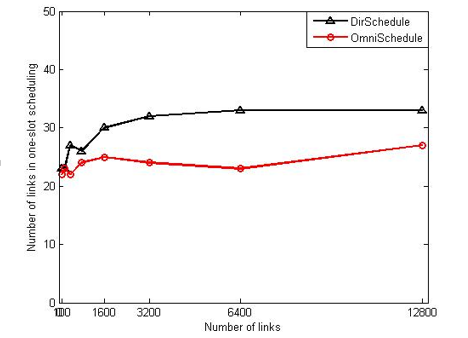 50
DirSchedule
OmniSchedule
40
30
20
10
0
Number of links in one-slot scheduling
1600
3200
6400
12800
Number of links